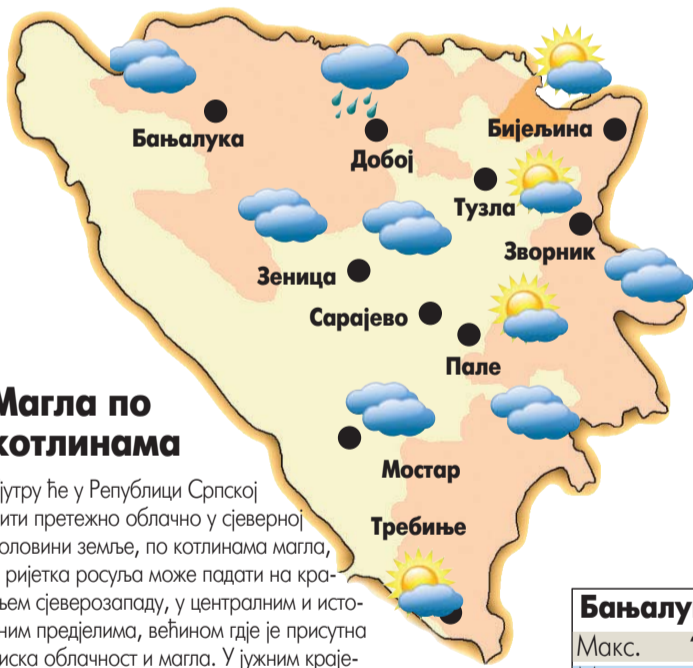 Бањалука
Добој
Бијељина
Тузла
Зворник
Зеница
Сарајево
Пале
Мостар
Требиње
Магла по
котлинама
јутру ће у Републици Српској
ити претежно облачно у сјеверној
оловини земље, по котлинама магла,
ријетка росуља може падати на кра-
њем сјеверозападу, у централним и исто-
ним предјелима, већином гдје је присутна
иска облачност и магла. У јужним краје-
Бањалу
Макс.